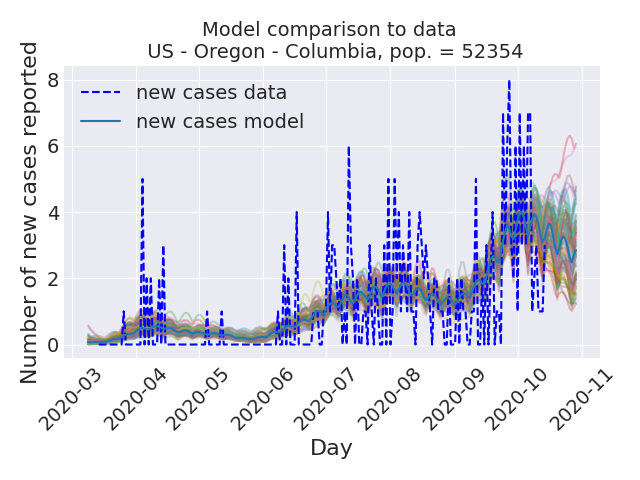 Model comparison to data
US - Oregon - Columbia, pop. = 52354
new cases data
new cases model
Number of new cases reported
8
6
4
2
0
2020-03
2020-04
2020-05
2020-06
2020-07
2020-08
2020-09
2020-10
2020-11
Day